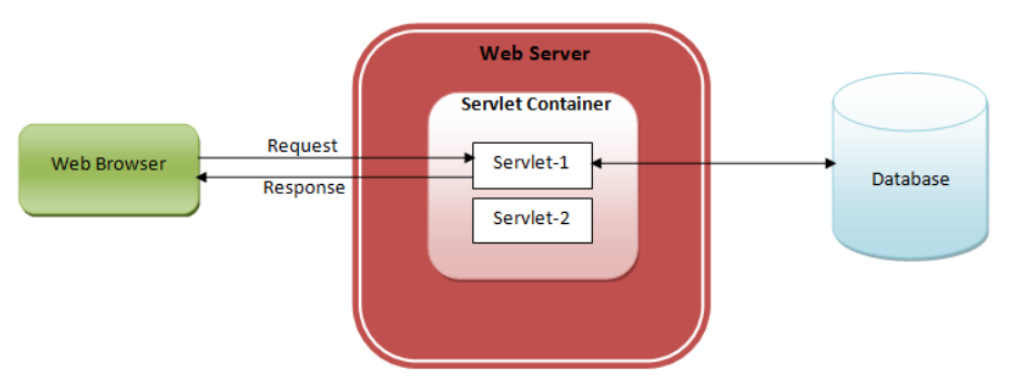 Web Server
Servlet Container
Web Browser
Request
Response
Servlet-1
Servlet-2
Database